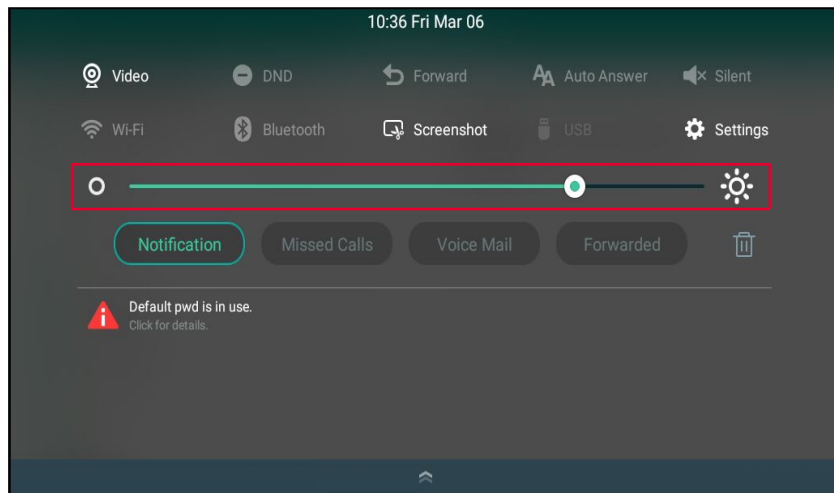 10:36 Fri Mar 06
Video DND Forward AA Auto Answer Silent
Wi-Fi Bluetooth Screenshot USB Settings
Notification Missed Calls Voice Mail Forwarded
Default pwd is in use.
Click for details.